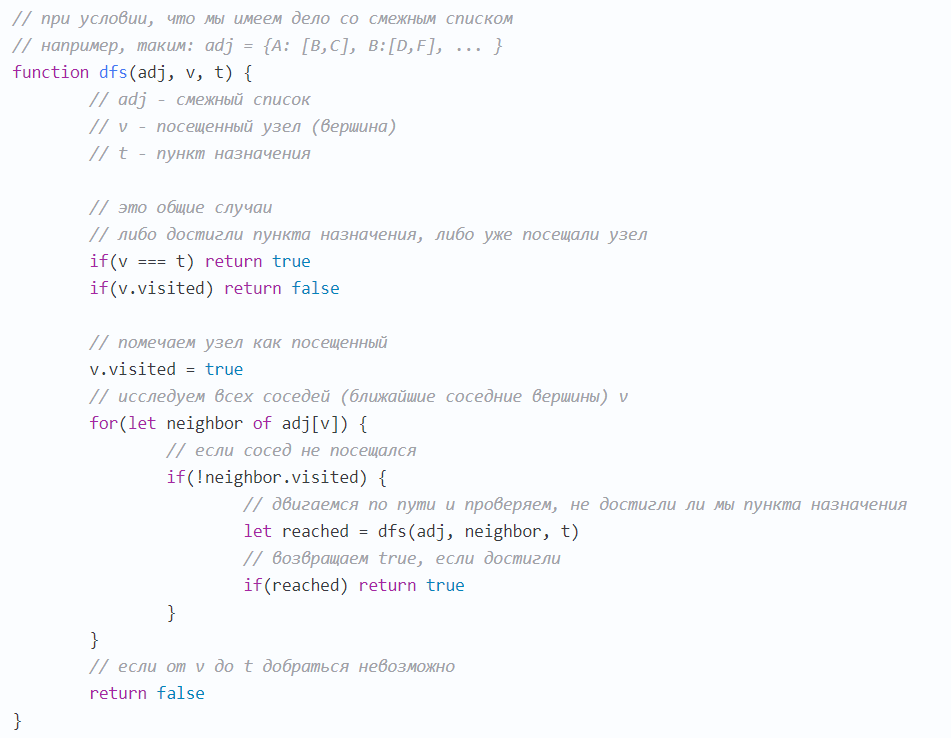 // при условии, что мы имеем дело со смежным списком
// например, таким: adj = {A: [B,C], B:[D,F], ... }
function dfs(adj, v, t) {
// adj - смежный список
// v - посещенный узел (вершина)
// t - пункт назначения
// это общие случаи
// либо достигли пункта назначения, либо уже посещали узел
if(v === t) return true
if(v.visited) return false
// помечаем узел как посещенный
v.visited = true
// исследуем всех соседей (ближайшие соседние вершины) v
for(let neighbor of adj[v]) {
// если сосед не посещался
if(!neighbor.visited) {
// двигаемся по пути и проверяем, не достигли ли мы пункта назначения
let reached = dfs(adj, neighbor, t)
// возвращаем true, если достигли
if(reached) return true
}
}
// если от v до t добраться невозможно
return false
}